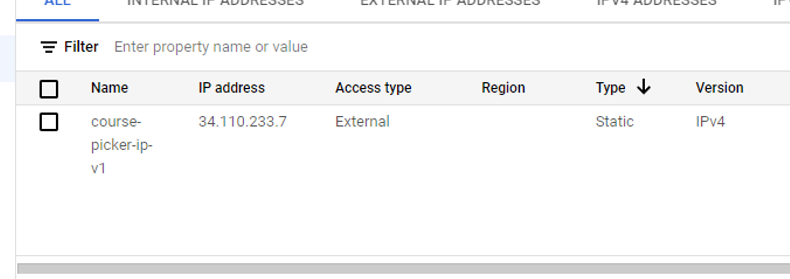 ALL INTERNAL IP ADDRESSES EXTERNAL IP ADDRESSES IPV4 ADDRESSES
Filter Enter property name or value
Name IP address Access type Region Type Version
course- 34.110.233.7 External Static IPv4
picker-ip-
v1